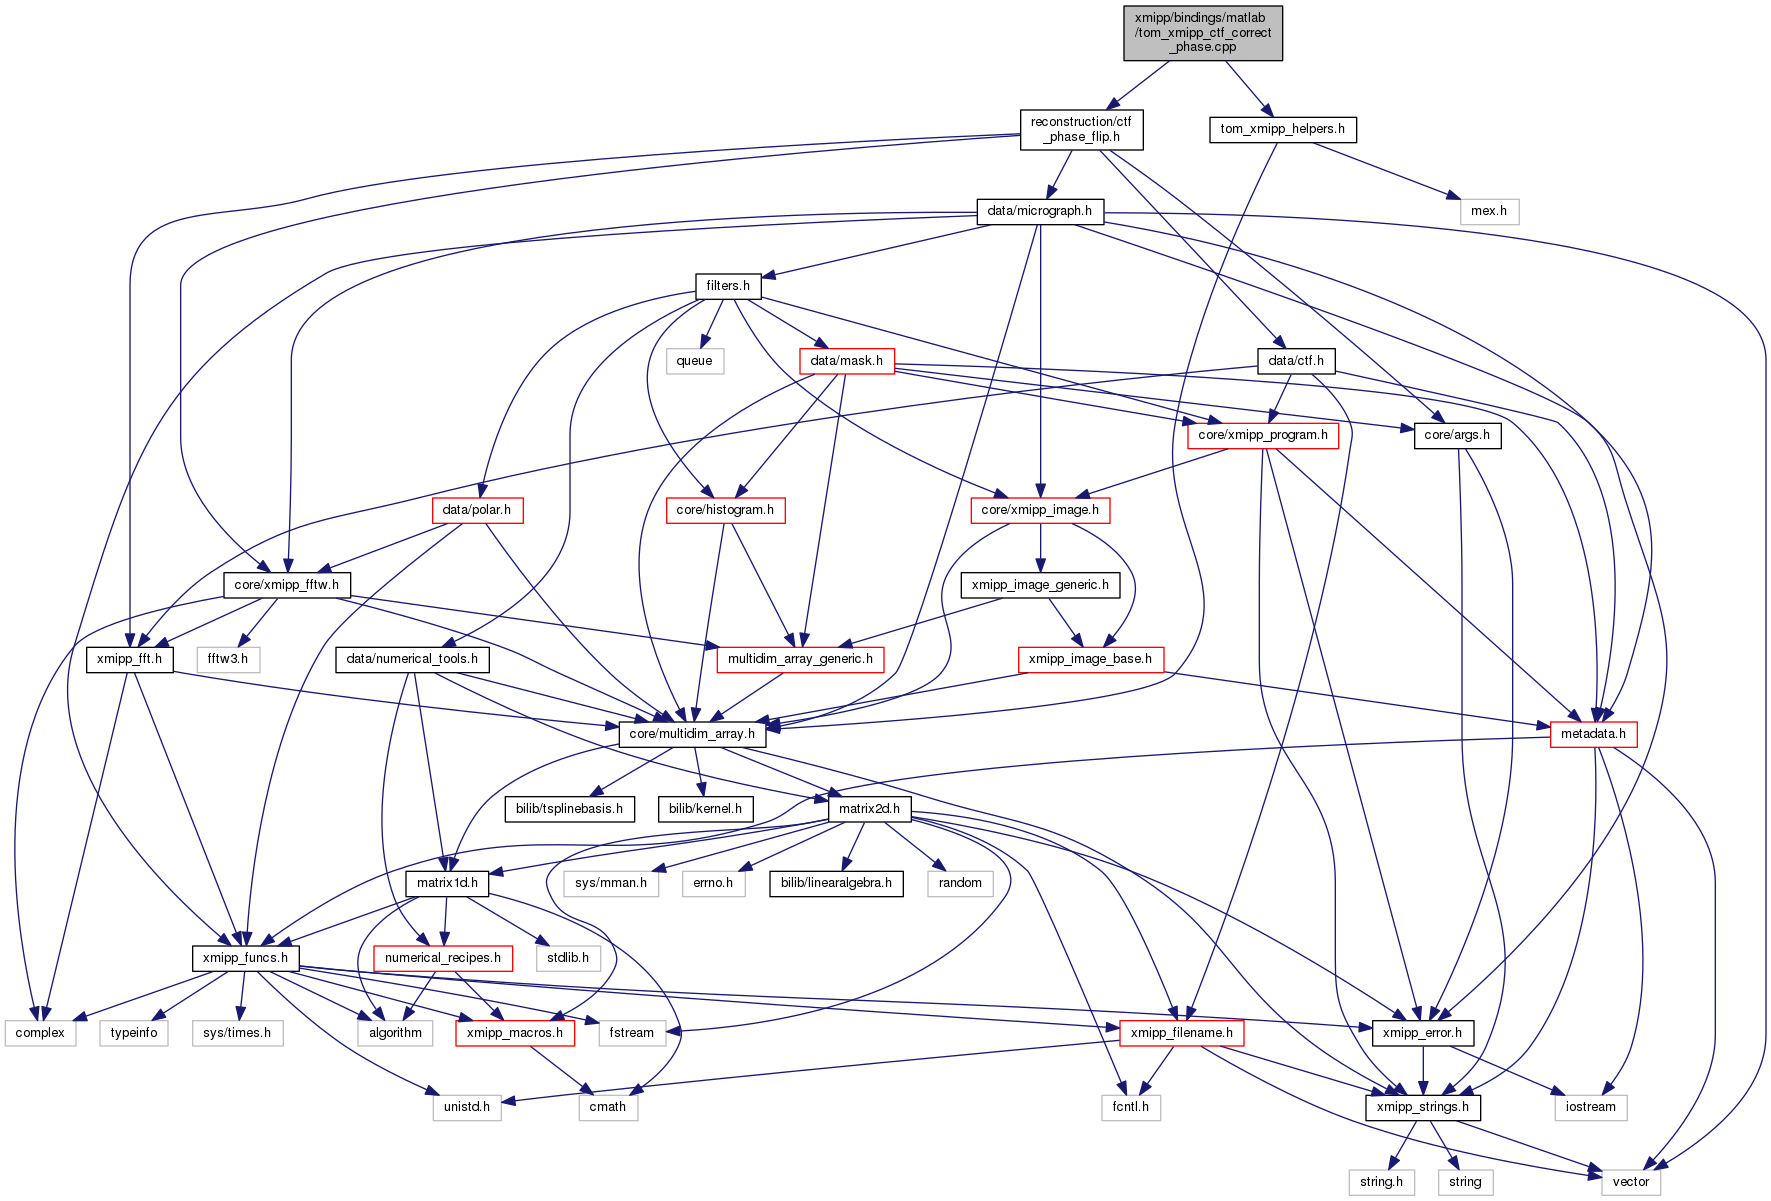 xmipp/bindings/matlab
/tom_xmipp_ctf_correct
_phase.cpp
reconstruction/ctf
_phase_flip.h
tom_xmipp_helpers.h
data/micrograph.h
mex.h
filters.h
queue
data/mask.h
data/ctf.h
core/xmipp_program.h
core/args.h
data/polar.h
core/histogram.h
core/xmipp_image.h
core/xmipp_fftw.h
xmipp_image_generic.h
xmipp_fft.h
fftw3.h
data/numerical_tools.h
multidim_array_generic.h
xmipp_image_base.h
core/multidim_array.h
metadata.h
bilib/tsplinebasis.h
bilib/kernel.h
matrix2d.h
matrix1d.h
sys/mman.h
errno.h
bilib/linearalgebra.h
random
xmipp_funcs.h
numerical_recipes.h
stdlib.h
complex
typeinfo
sys/times.h
algorithm
xmipp_macros.h
fstream
xmipp_filename.h
xmipp_error.h
unistd.h
cmath
fcntl.h
xmipp_strings.h
iostream
string.h
string
vector